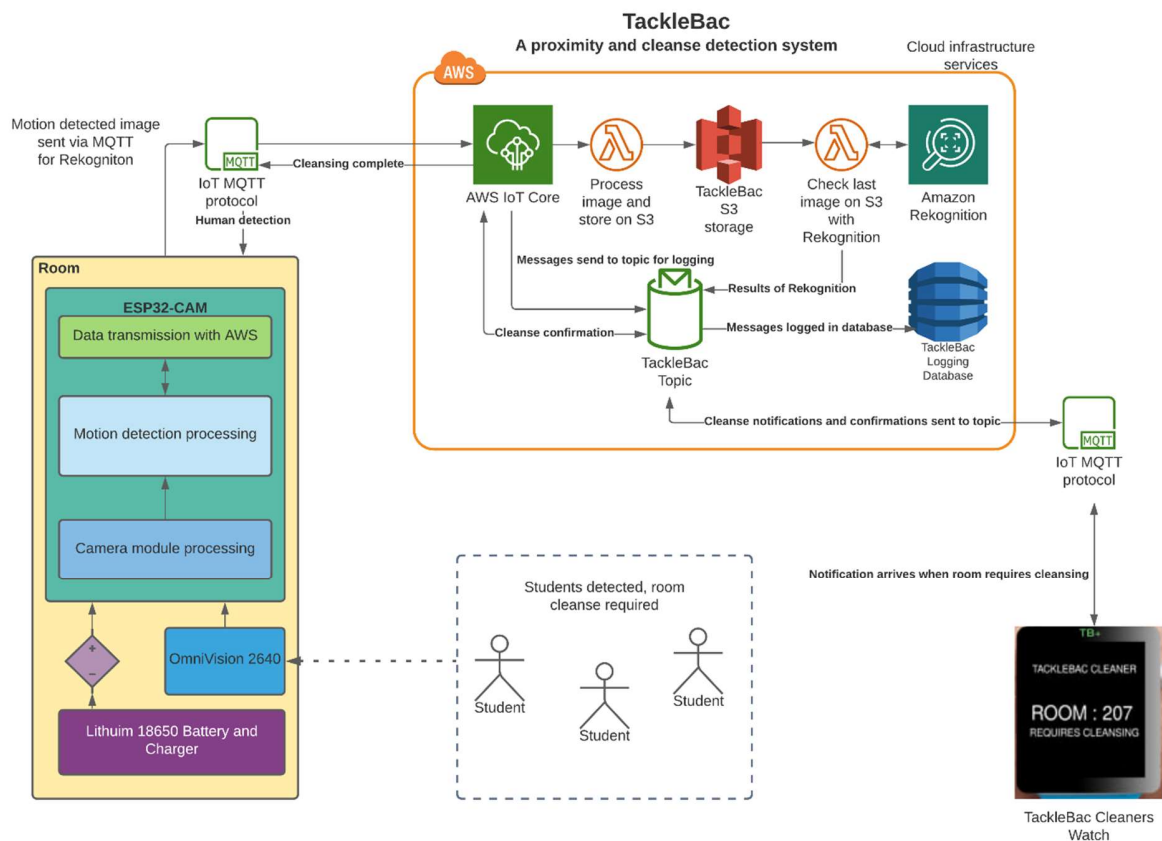 TackleBac
A proximity and cleanse detection system
Cloud infrastructure
services
AWS
Motion detected image
sent via MQTT
for Rekogniton
MQTT
IoT MQTT
protocol
Cleansing complete
Human detection
AWS IoT Core
Process
image and
store on S3
TackleBac
S3
storage
Check last
image on S3
with
Rekognition
Amazon
Rekognition
Messages send to topic for logging
Results of Rekognition
Cleanse confirmation
Messages logged in database
TackleBac
Topic
TackleBac
Logging
Database
Cleanse notifications and confirmations sent to topic
MQTT
IoT MQTT
protocol
Room
ESP32-CAM
Data transmission with AWS
Motion detection processing
Camera module processing
+
−
OmniVision 2640
Lithuim 18650 Battery and
Charger
Students detected, room
cleanse required
Student
Student
Student
Notification arrives when room requires cleansing
TB+
TACKLEBAC CLEANER
ROOM : 207
REQUIRES CLEANSING
TackleBac Cleaners
Watch